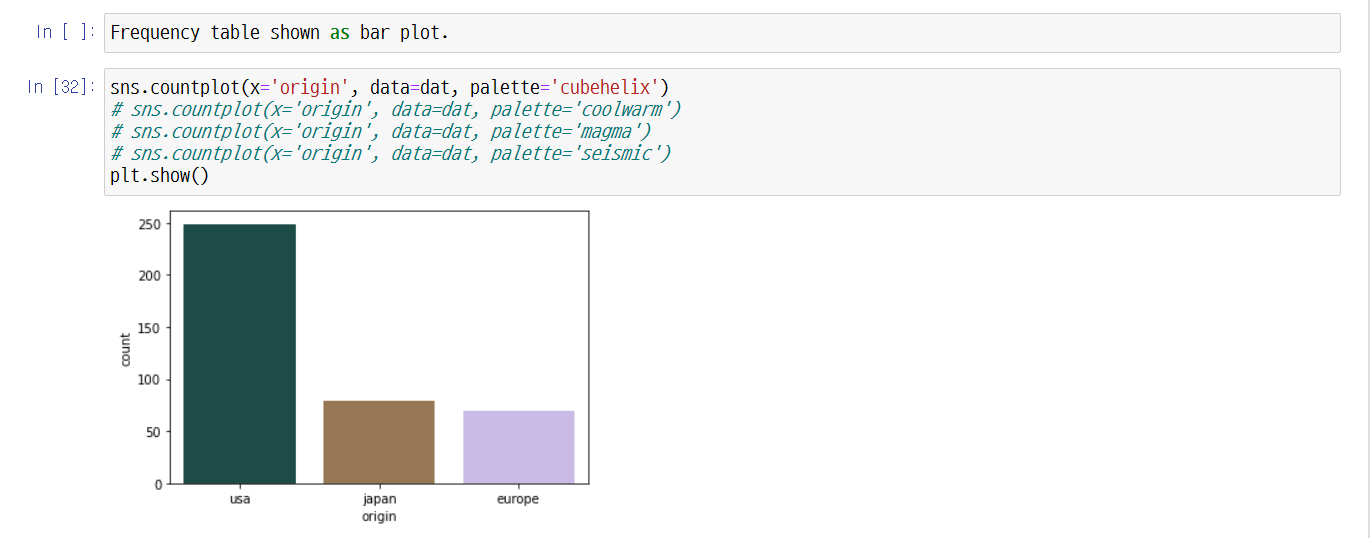 In [ ]: Frequency table shown as bar plot.
In [32]: sns.countplot(x='origin', data=dat, palette='cubehelix')
# sns.countplot(x='origin', data=dat, palette='coolwarm')
# sns.countplot(x='origin', data=dat, palette='magma')
# sns.countplot(x='origin', data=dat, palette='seismic')
plt.show()
250
200
150
100
50
0
count
usa japan europe
origin